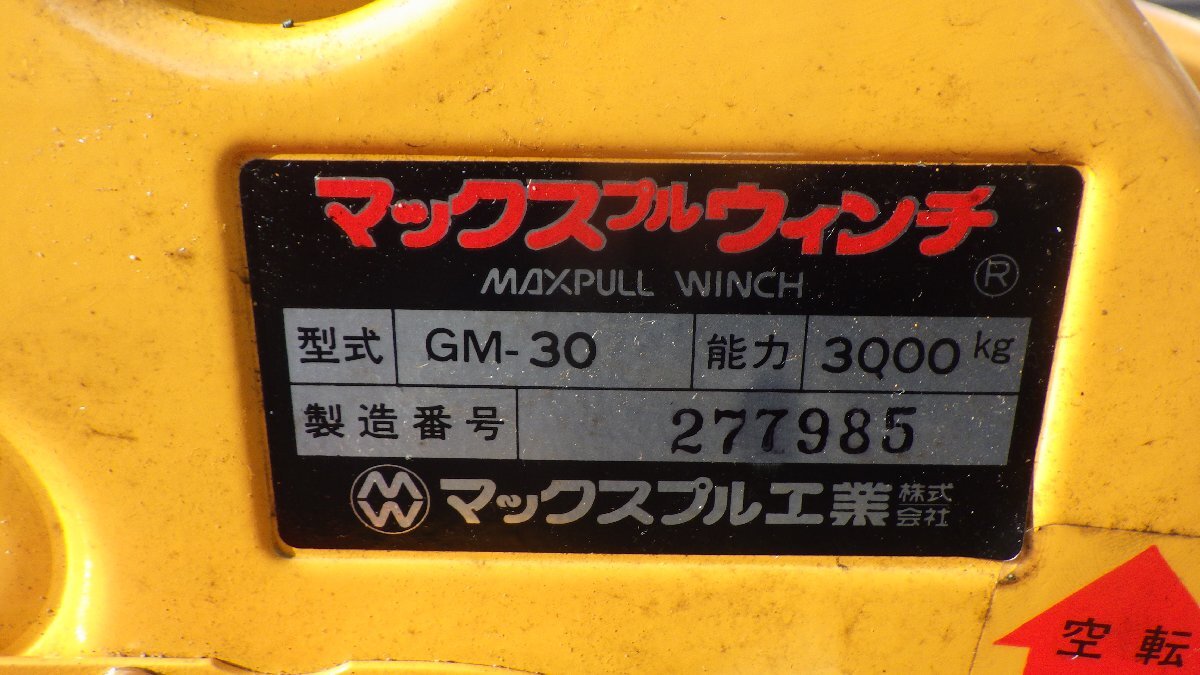 マックスプルウィンチ
MAXPULL WINCH ®
型式 GM-30 能力 3000 kg
製造番号 277985
MW マックスプル工業 株式会社
空転